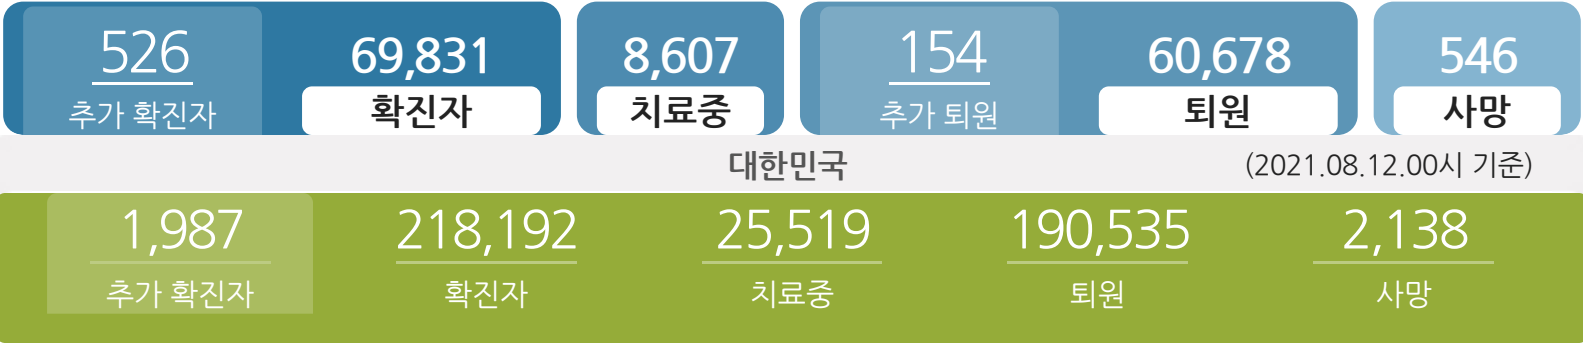 526 69,831 8,607 154 60,678 546
추가 확진자 확진자 치료중 추가 퇴원 퇴원 사망
대한민국 (2021.08.12.00시 기준)
1,987 218,192 25,519 190,535 2,138
추가 확진자 확진자 치료중 퇴원 사망